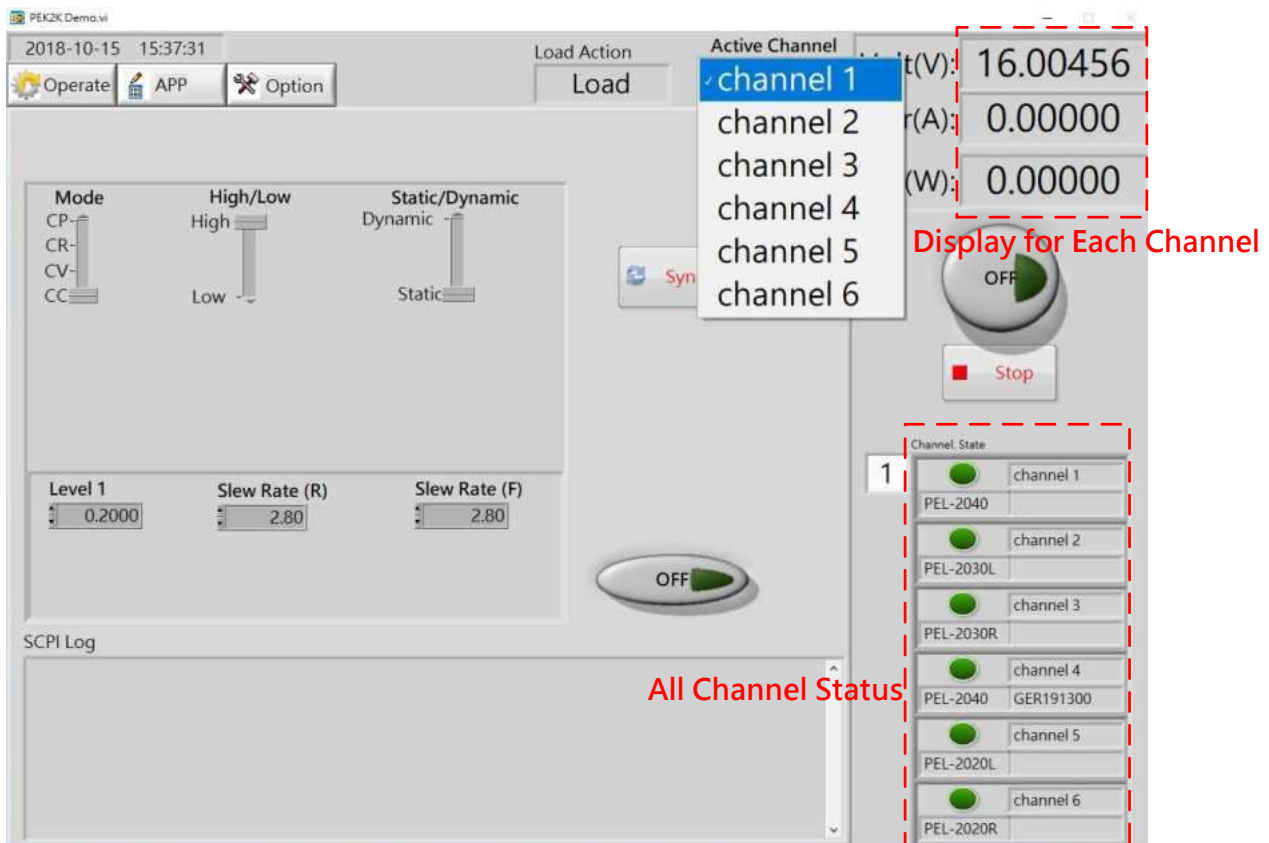 PEK2K Demo.vi
2018-10-15 15:37:31
Operate
APP
Option
Load Action
Load
Active Channel
channel 1
channel 2
channel 3
channel 4
channel 5
channel 6
t(V):
16.00456
r(A):
0.00000
(W):
0.00000
Display for Each Channel
Mode
CP
CR
CV
CC
High/Low
High
Low
Static/Dynamic
Dynamic
Static
Syn
OFF
Stop
Level 1
0.2000
Slew Rate (R)
2.80
Slew Rate (F)
2.80
OFF
SCPI Log
All Channel Status
1
Channel. State
channel 1
PEL-2040
channel 2
PEL-2030L
channel 3
PEL-2030R
channel 4
PEL-2040 GER191300
channel 5
PEL-2020L
channel 6
PEL-2020R